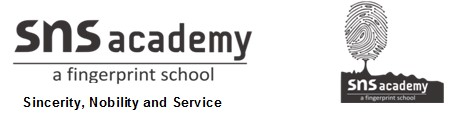 sns academy
a fingerprint school
Sincerity, Nobility and Service
sns academy
a fingerprint school